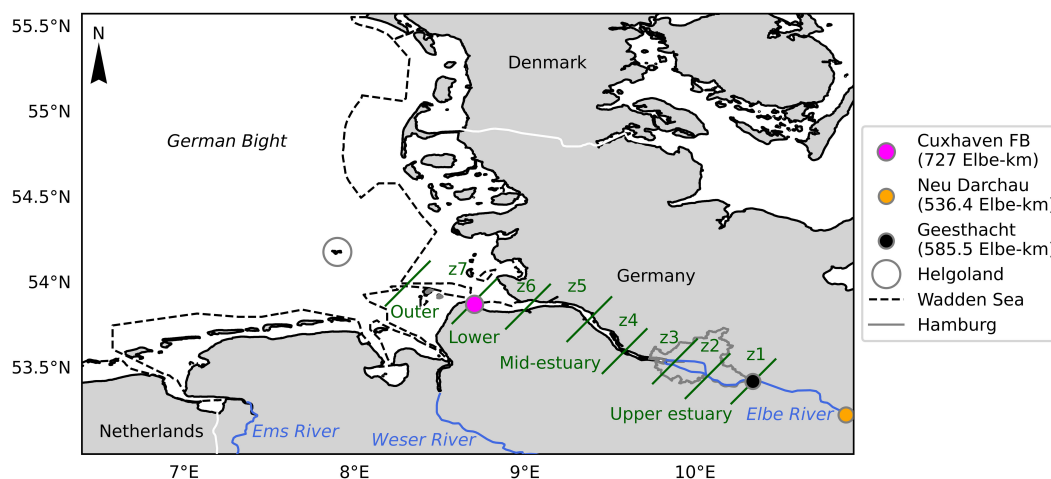 55.5°N
55°N
54.5°N
54°N
53.5°N
N
Denmark
German Bight
Germany
z7
z6
z5
z4
z3
z2
z1
Outer
Lower
Mid-estuary
Upper estuary
Elbe River
Netherlands
Ems River
Weser River
7°E
8°E
9°E
10°E
Cuxhaven FB
(727 Elbe-km)
Neu Darchau
(536.4 Elbe-km)
Geesthacht
(585.5 Elbe-km)
Helgoland
Wadden Sea
Hamburg